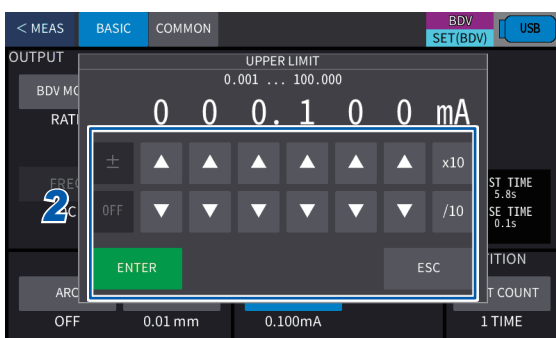 < MEAS BASIC COMMON BDV SET(BDV) USB
OUTPUT
UPPER LIMIT
0.001 ... 100.000
BDV MO
RATI
0 0 0. 1 0 0 mA
± ▲ ▲ ▲ ▲ ▲ ▲ x10
FREQ
2
OFF ▼ ▼ ▼ ▼ ▼ ▼ /10
ST TIME
5.8s
SE TIME
0.1s
ENTER ESC
ITION
ARC
T COUNT
OFF 0.01 mm 0.100mA 1 TIME